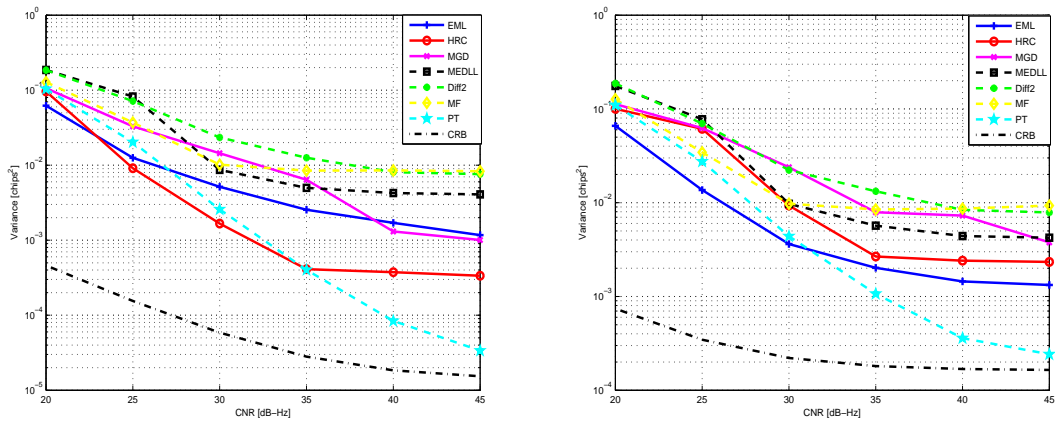 10^0
10^-1
10^-2
10^-3
10^-4
10^-5
Variance [chips^2]
20 25 30 35 40 45
CNR [dB-Hz]
EML
HRC
MGD
MEDLL
Diff2
MF
PT
CRB
10^0
10^-1
10^-2
10^-3
10^-4
Variance [chips^2]
20 25 30 35 40 45
CNR [dB-Hz]
EML
HRC
MGD
MEDLL
Diff2
MF
PT
CRB